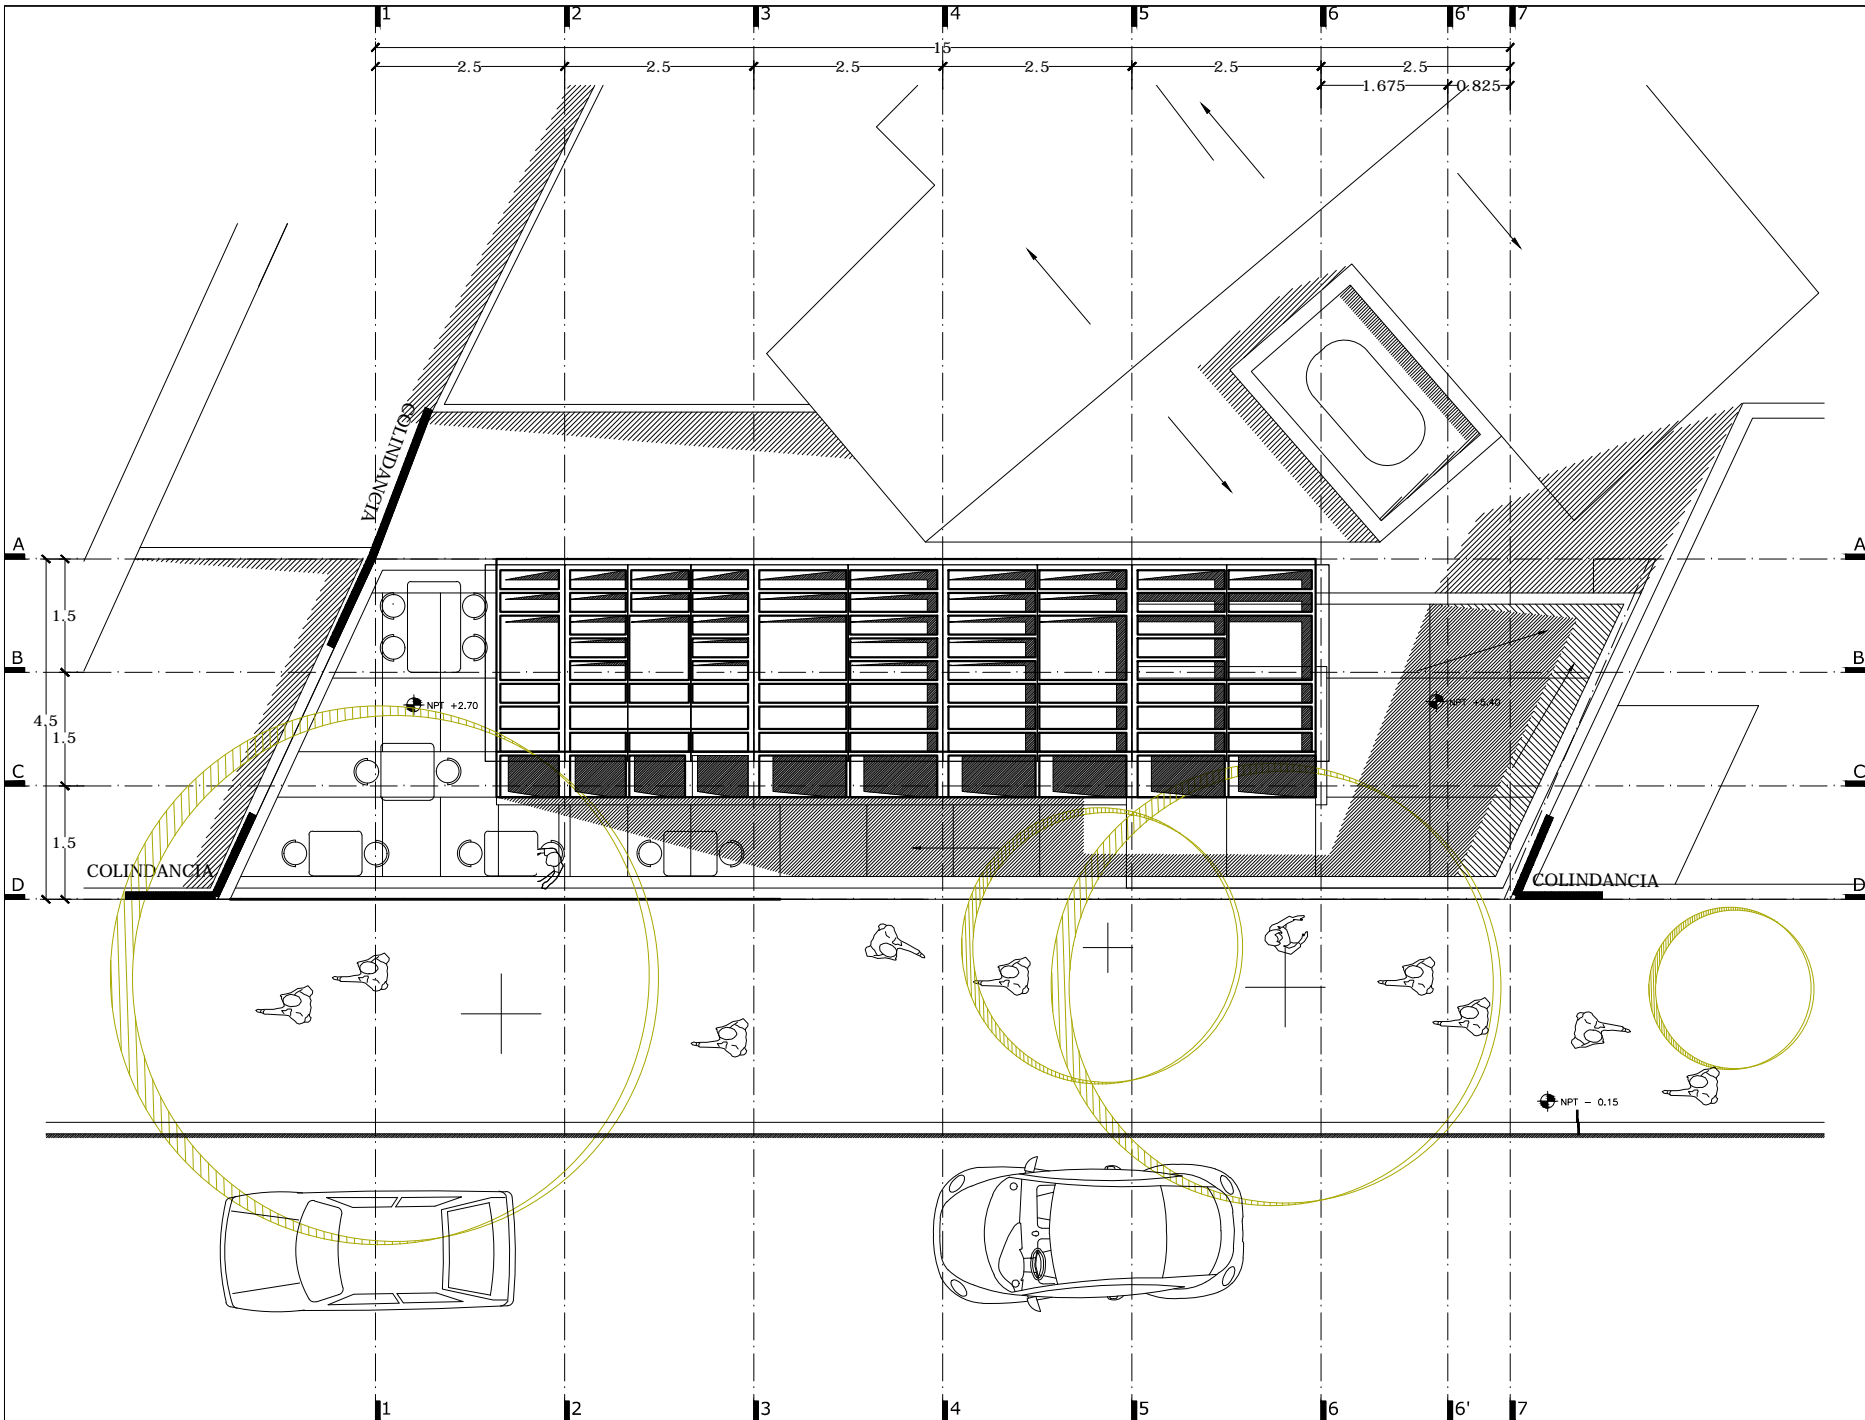 1 2 3 4 5 6 6' 7
15
2.5 2.5 2.5 2.5 2.5 2.5
1.675 0.825
COLINDANCIA
A A
1.5
B B
NPT +2.70 NPT +5.40
4.5
1.5
C C
1.5
COLINDANCIA COLINDANCIA
D D
NPT - 0.15
1 2 3 4 5 6 6' 7